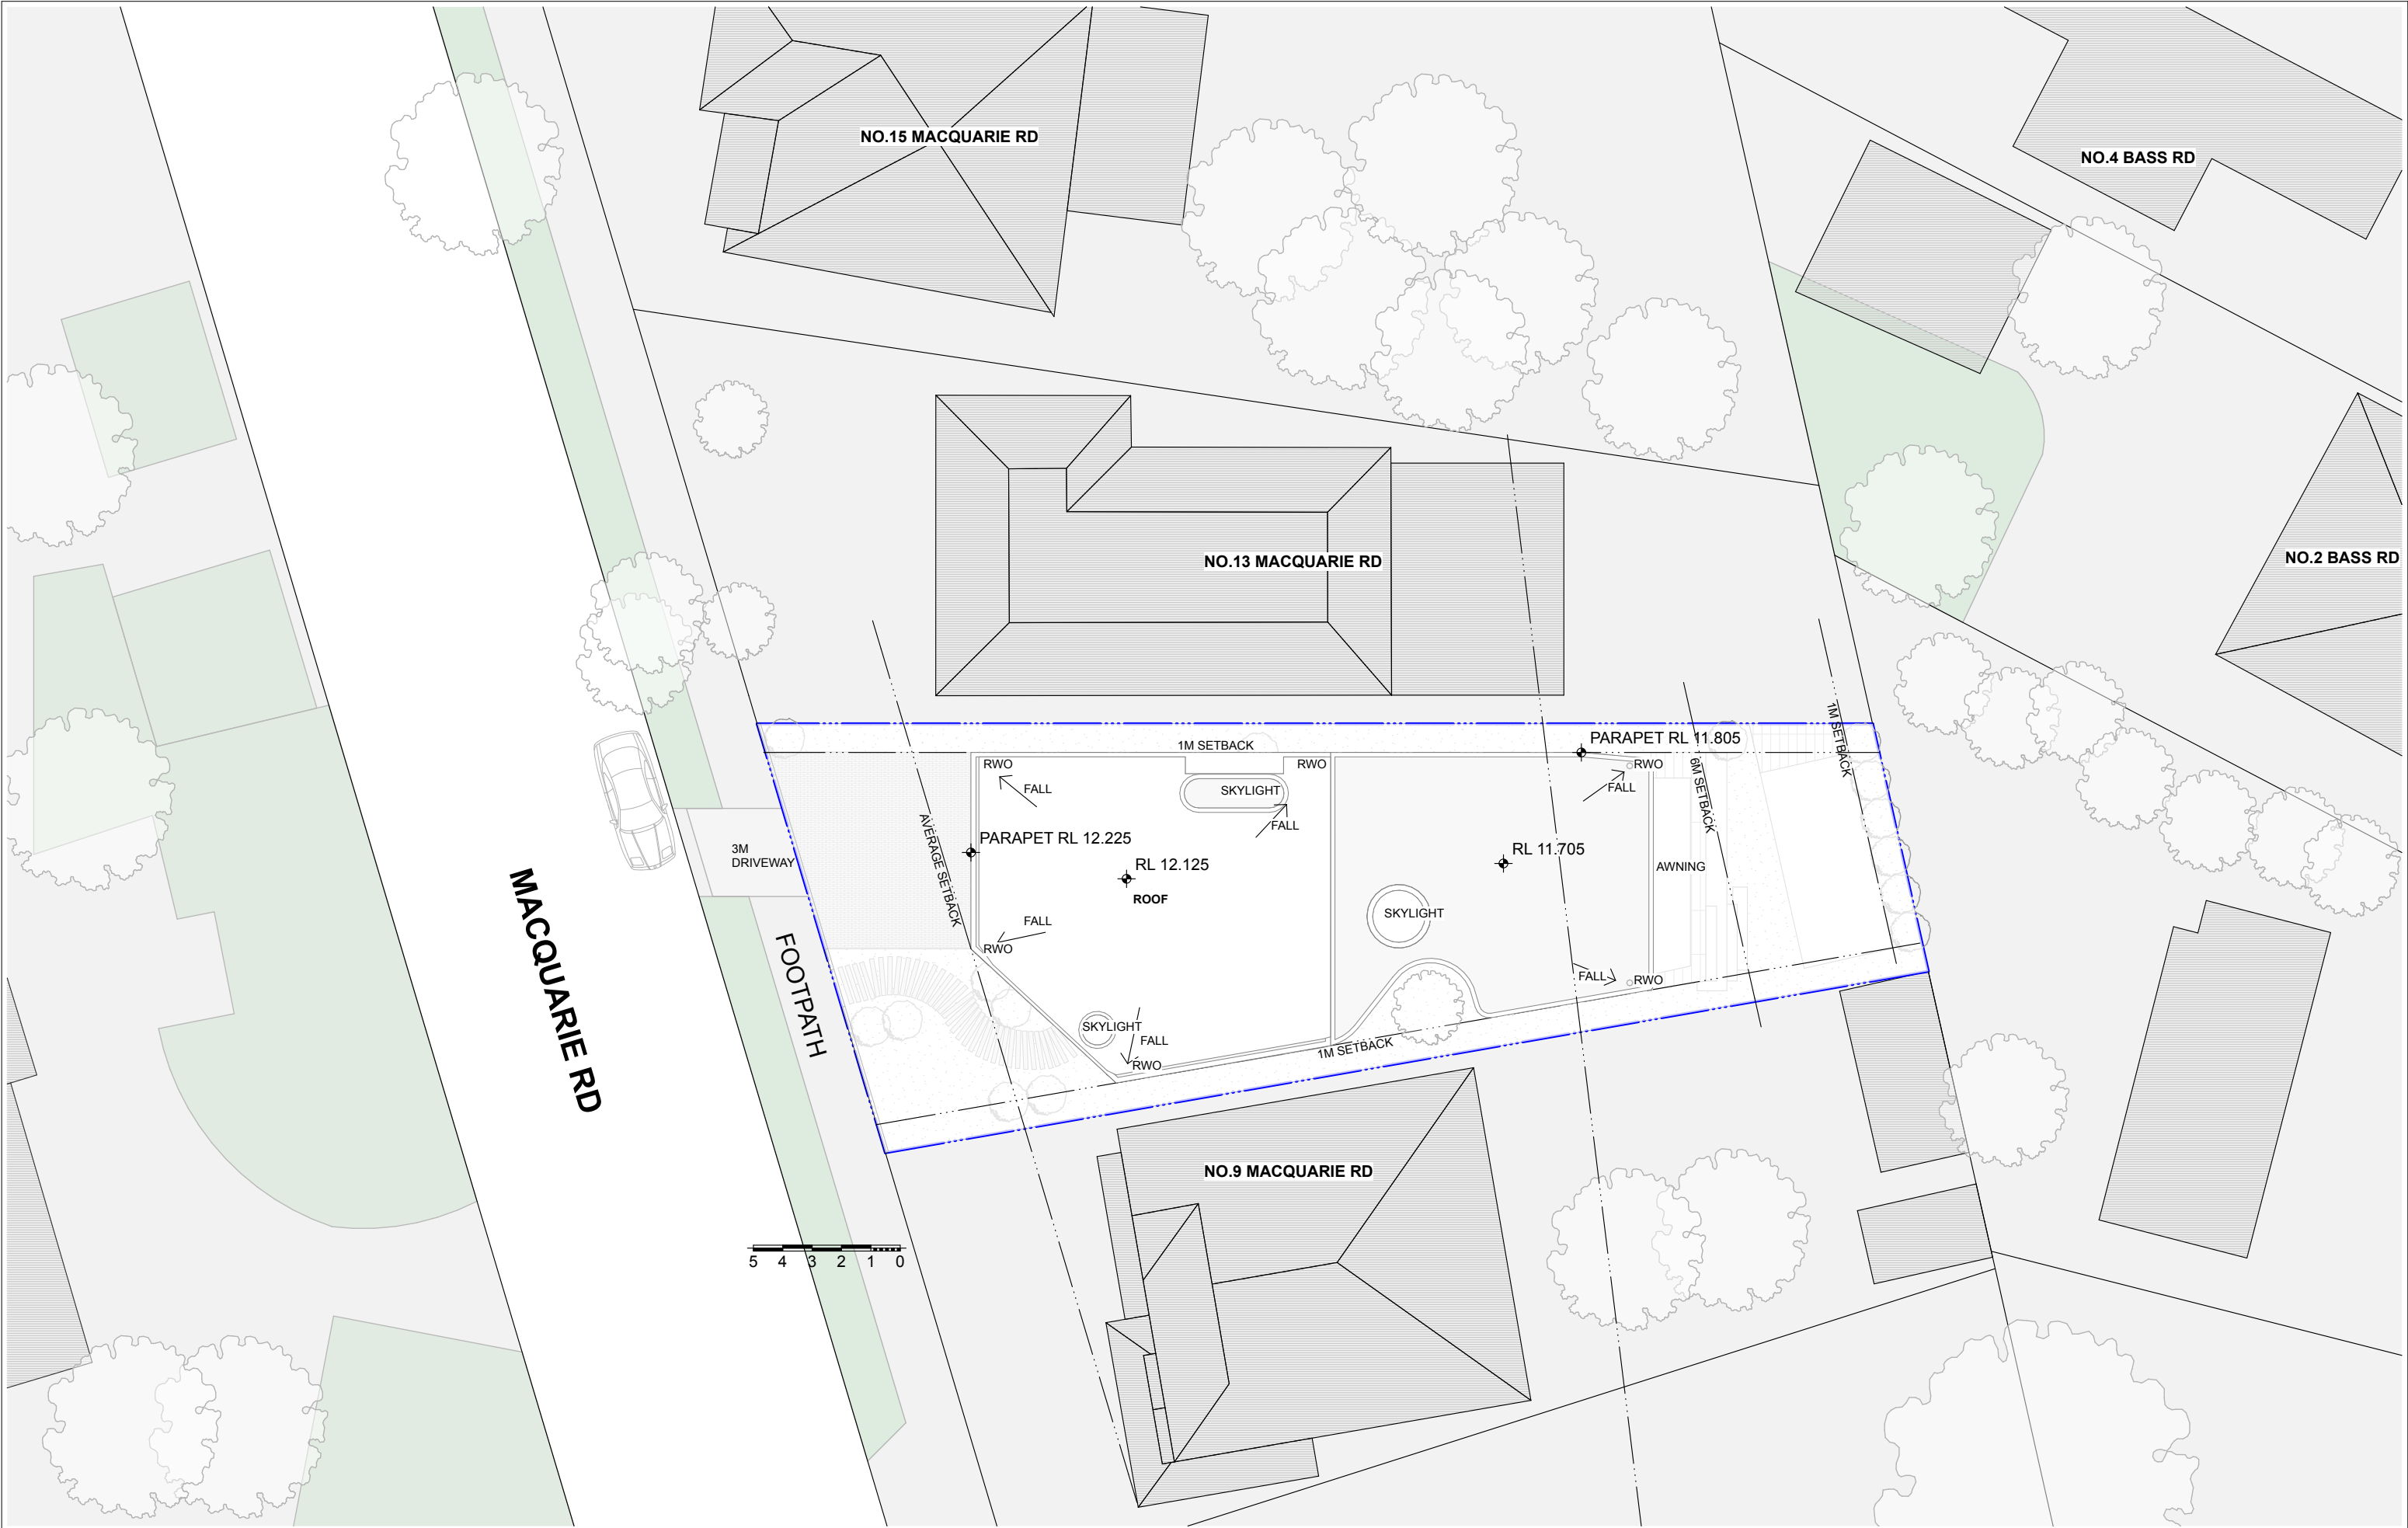 NO.15 MACQUARIE RD
NO.4 BASS RD
NO.13 MACQUARIE RD
NO.2 BASS RD
1M SETBACK
PARAPET RL 11.805
1M SETBACK
6M SETBACK
RWO
RWO
RWO
FALL
SKYLIGHT
FALL
FALL
AVERAGE SETBACK
PARAPET RL 12.225
3M
DRIVEWAY
RL 12.125
ROOF
RL 11.705
AWNING
SKYLIGHT
FALL
RWO
MACQUARIE RD
FOOTPATH
FALL
RWO
SKYLIGHT
FALL
RWO
1M SETBACK
NO.9 MACQUARIE RD
5 4 3 2 1 0